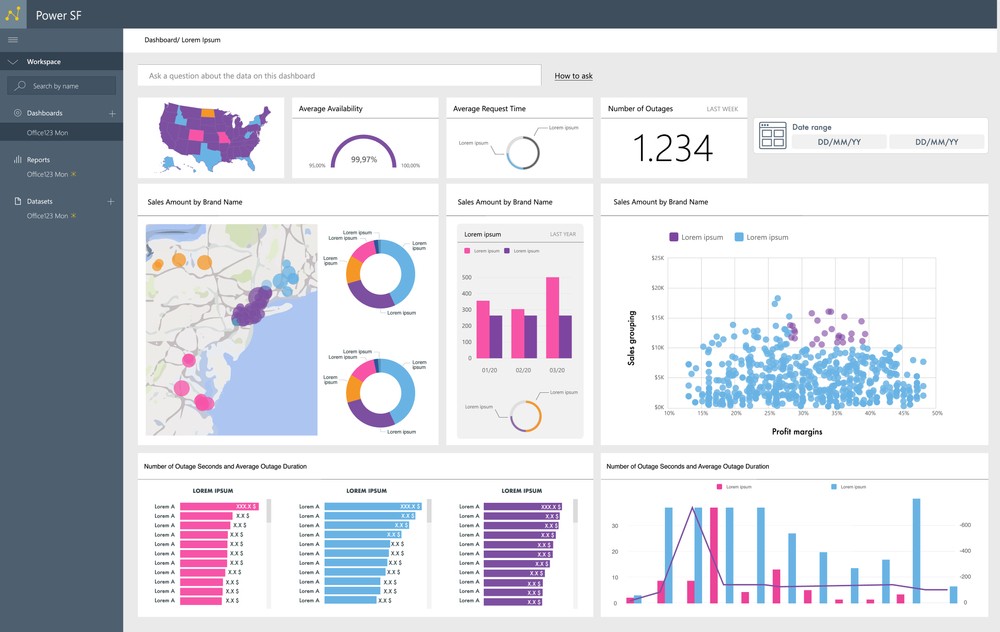 Power SF
Dashboard/ Lorem Ipsum
Workspace
Search by name
Dashboards
Office123 Mon
Reports
Office123 Mon
Datasets
Office123 Mon
Ask a question about the data on this dashboard
How to ask
Average Availability
95,00%
99,97%
100,00%
Average Request Time
Lorem ipsum
Lorem ipsum
Number of Outages
LAST WEEK
1.234
Date range
DD/MM/YY
DD/MM/YY
Sales Amount by Brand Name
Lorem ipsum
Lorem ipsum
Lorem ipsum
Lorem
ipsum
Lorem
ipsum
Lorem ipsum
Lorem ipsum
Lorem ipsum
Lorem
ipsum
Lorem
ipsum
Lorem ipsum
Sales Amount by Brand Name
Lorem ipsum
LAST YEAR
Lorem ipsum
Lorem ipsum
500
400
300
200
100
0
01/20
02/20
03/20
Lorem ipsum
Lorem ipsum
Sales Amount by Brand Name
Lorem ipsum
Lorem ipsum
$25K
$20K
$15K
$10K
$5K
$0K
Sales grouping
10%
15%
20%
25%
30%
35%
40%
45%
50%
Profit margins
Number of Outage Seconds and Average Outage Duration
LOREM IPSUM
Lorem A XXX.X $
Lorem A X.X $
Lorem A X.X $
Lorem A X.X $
Lorem A X.X $
Lorem A X.X $
Lorem A X.X $
Lorem A X.X $
Lorem A X.X $
Lorem A X.X $
Lorem A X.X $
LOREM IPSUM
Lorem A XXX.X $
Lorem A X.X $
Lorem A X.X $
Lorem A X.X $
Lorem A X.X $
Lorem A X.X $
Lorem A X.X $
Lorem A X.X $
Lorem A X.X $
Lorem A X.X $
Lorem A X.X $
LOREM IPSUM
Lorem A XXX.X $
Lorem A X.X $
Lorem A X.X $
Lorem A X.X $
Lorem A X.X $
Lorem A X.X $
Lorem A X.X $
Lorem A X.X $
Lorem A X.X $
Lorem A X.X $
Lorem A X.X $
Number of Outage Seconds and Average Outage Duration
Lorem ipsum
Lorem ipsum
30
20
10
0
-600
-400
-200
0